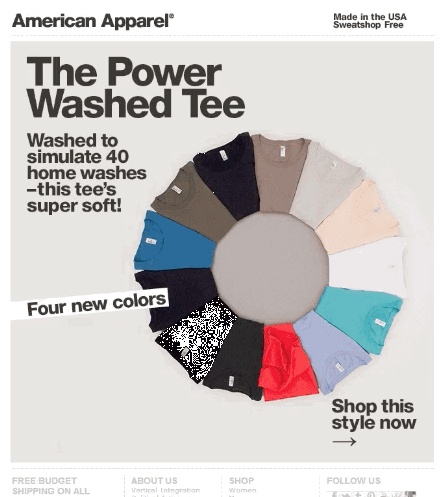 American Apparel®
Made in the USA
Sweatshop Free
The Power
Washed Tee
Washed to
simulate 40
home washes
–this tee's
super soft!
Four new colors
Shop this
style now
→
FREE BUDGET
SHIPPING ON ALL
ABOUT US
Vertical Integration
SHOP
Women
FOLLOW US